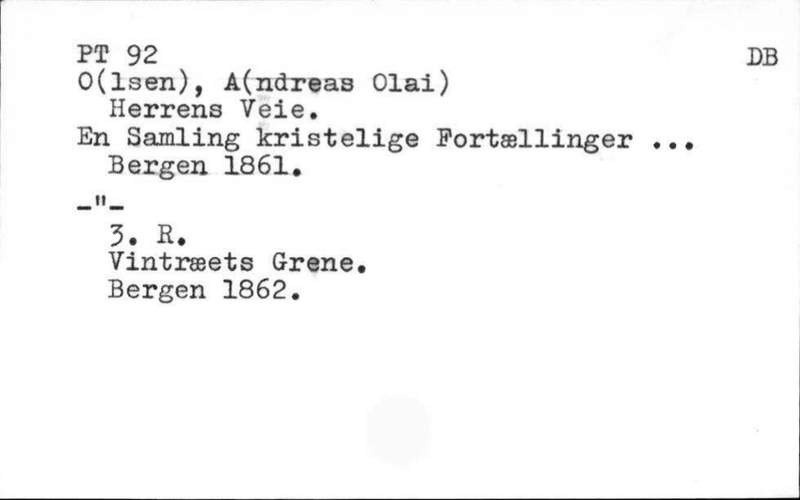 PT 92 DB
O(lsen), A(ndreas Olai)
Herrens Veie.
En Samling kristelige Fortællinger ...
Bergen 1861.
_"_
3. R.
Vintræets Grene.
Bergen 1862.